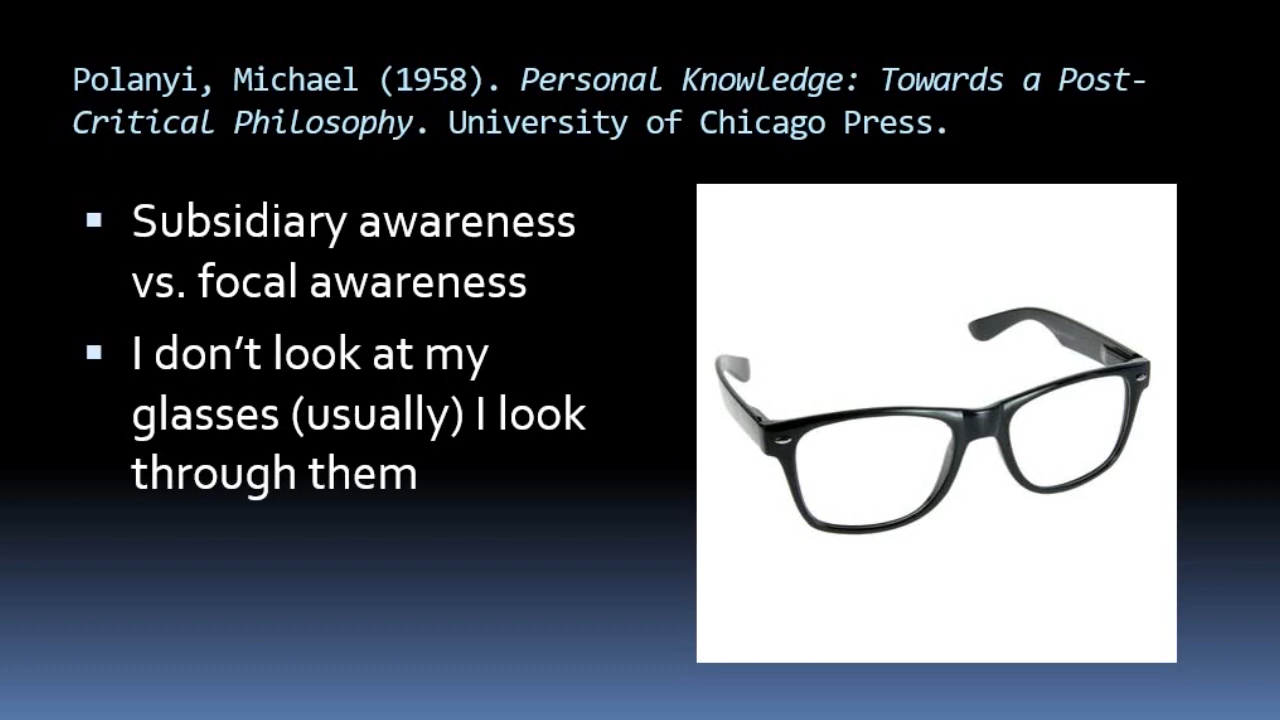 Polanyi, Michael (1958). Personal Knowledge: Towards a Post-
Critical Philosophy. University of Chicago Press.
Subsidiary awareness
vs. focal awareness
I don’t look at my
glasses (usually) I look
through them